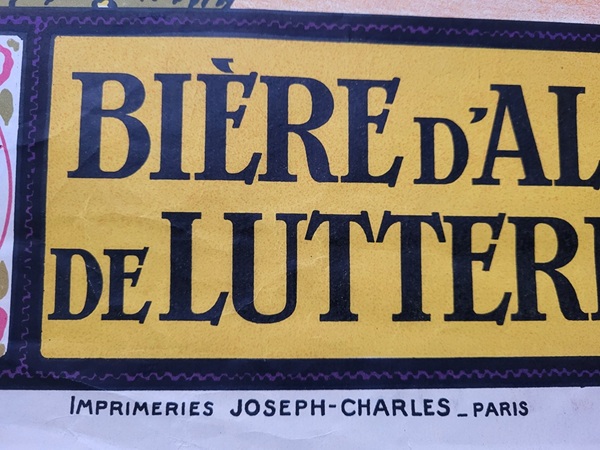 BIÈRE D'AL
DE LUTTER
IMPRIMERIES JOSEPH-CHARLES _ PARIS